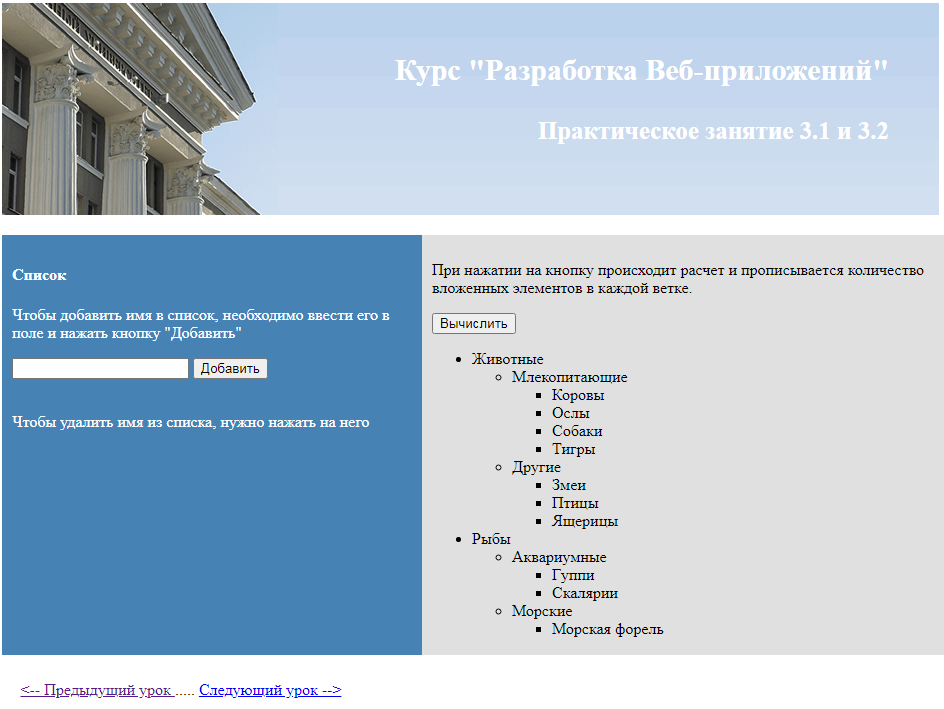 Курс "Разработка Веб-приложений"
Практическое занятие 3.1 и 3.2
Список
Чтобы добавить имя в список, необходимо ввести его в
поле и нажать кнопку "Добавить"
Добавить
Чтобы удалить имя из списка, нужно нажать на него
При нажатии на кнопку происходит расчет и прописывается количество
вложенных элементов в каждой ветке.
Вычислить
Животные
Млекопитающие
Коровы
Ослы
Собаки
Тигры
Другие
Змеи
Птицы
Ящерицы
Рыбы
Аквариумные
Гуппи
Скалярии
Морские
Морская форель
<-- Предыдущий урок ..... Следующий урок -->